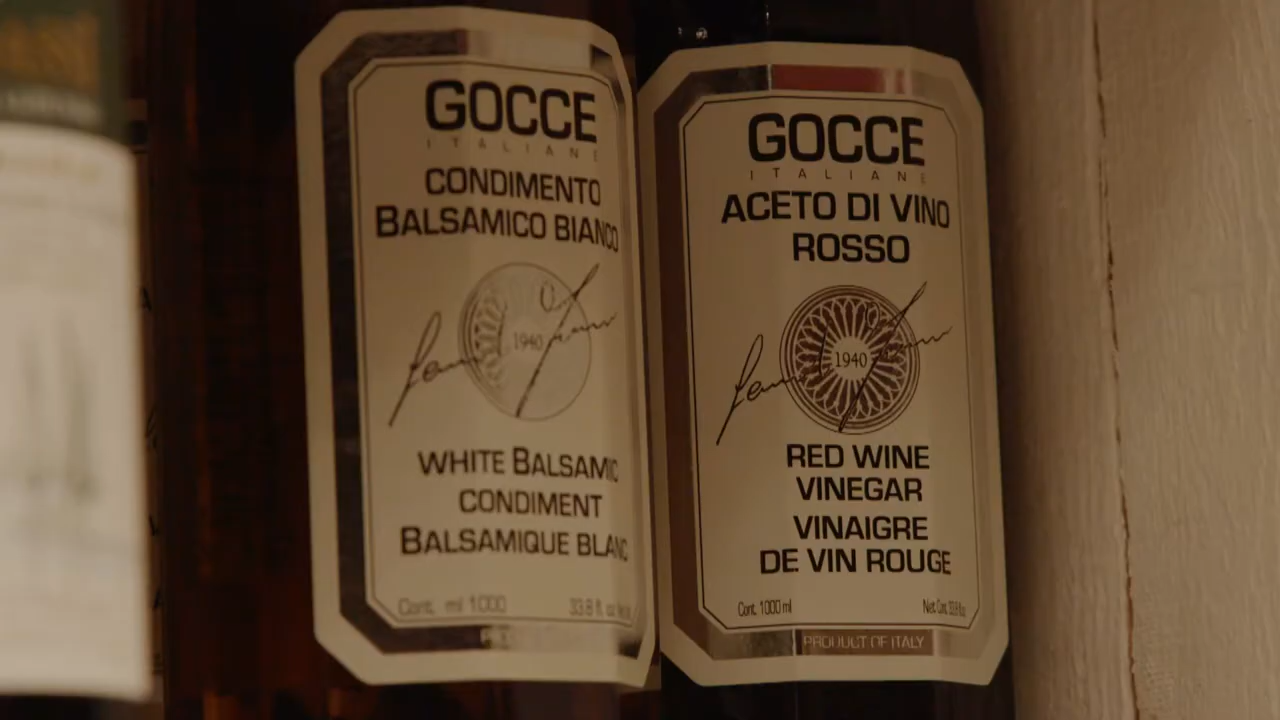 GOCCE
ITALIANE
CONDIMENTO
BALSAMICO BIANCO
1940
WHITE BALSAMIC
CONDIMENT
BALSAMIQUE BLANC
Cont. ml 1000
33.8 fl. oz
GOCCE
ITALIANE
ACETO DI VINO
ROSSO
1940
RED WINE
VINEGAR
VINAIGRE
DE VIN ROUGE
Cont. 1000 ml
Net Cont.
PRODUCT OF ITALY